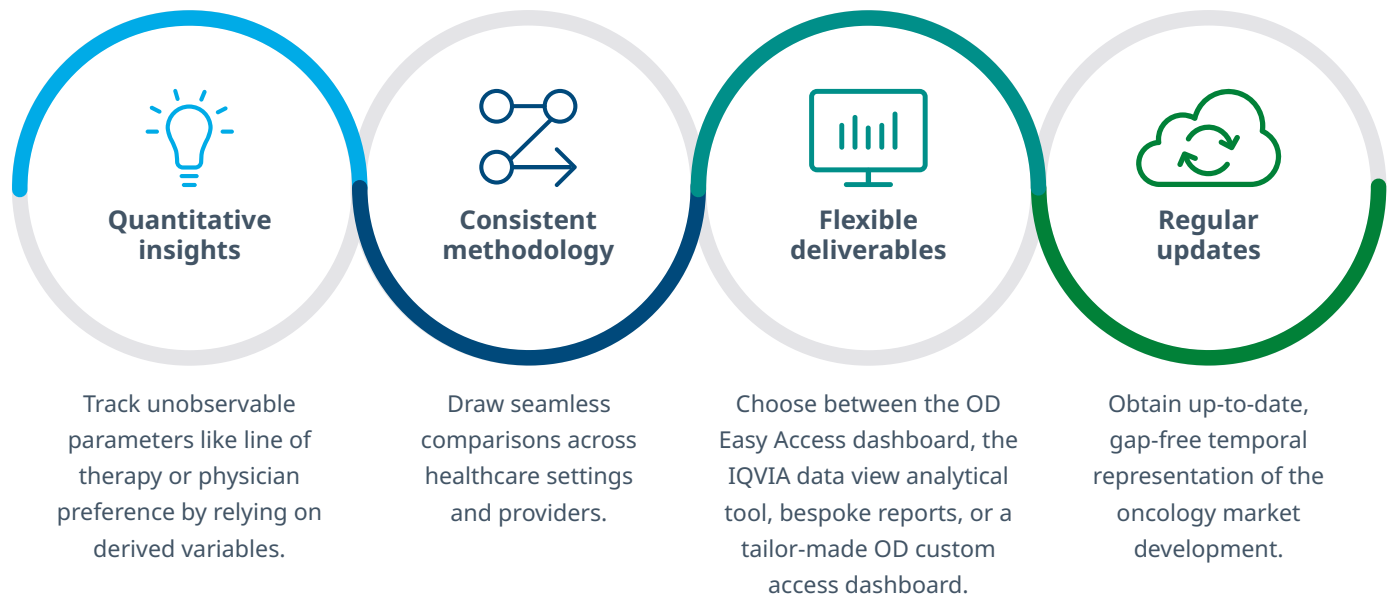 Quantitative
insights
Consistent
methodology
Flexible
deliverables
Regular
updates
Track unobservable
parameters like line of
therapy or physician
preference by relying on
derived variables.
Draw seamless
comparisons across
healthcare settings
and providers.
Choose between the OD
Easy Access dashboard, the
IQVIA data view analytical
tool, bespoke reports, or a
tailor-made OD custom
access dashboard.
Obtain up-to-date,
gap-free temporal
representation of the
oncology market
development.